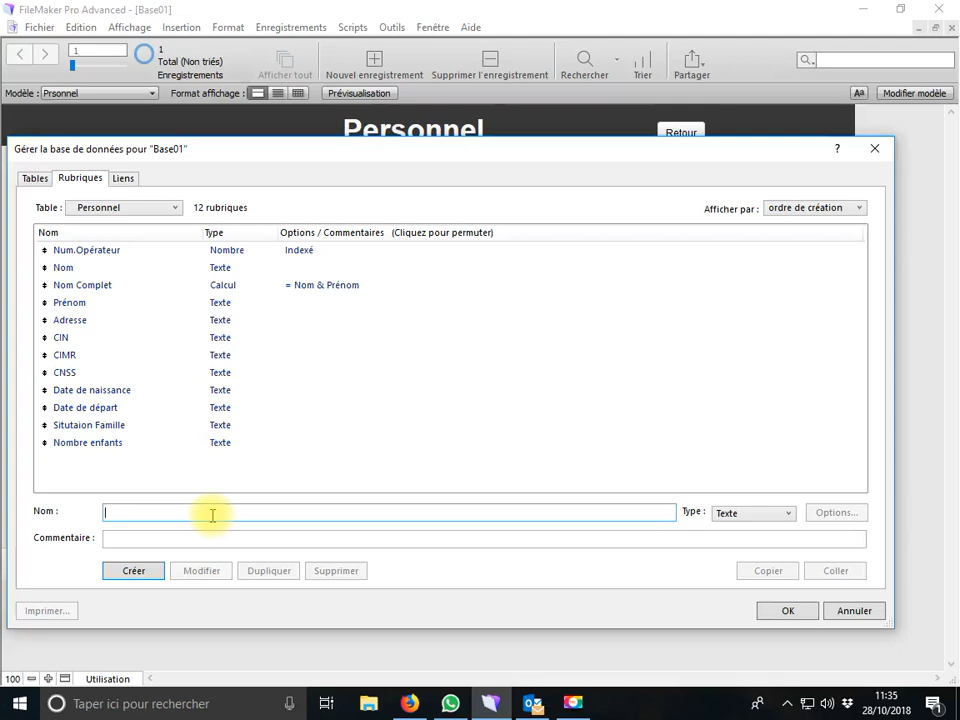 FileMaker Pro Advanced - [Base01]
Fichier Edition Affichage Insertion Format Enregistrements Scripts Outils Fenêtre Aide
1
1
Total (Non triés)
Enregistrements
Afficher tout
Nouvel enregistrement
Supprimer l'enregistrement
Rechercher
Trier
Partager
Modèle : Prsonnel
Format affichage :
Prévisualisation
Aa
Modifier modèle
Personnel
Retour
Gérer la base de données pour "Base01"
?
Tables Rubriques Liens
Table : Personnel 12 rubriques
Afficher par : ordre de création
Nom Type Options / Commentaires (Cliquez pour permuter)
Num.Opérateur Nombre Indexé
Nom Texte
Nom Complet Calcul = Nom & Prénom
Prénom Texte
Adresse Texte
CIN Texte
CIMR Texte
CNSS Texte
Date de naissance Texte
Date de départ Texte
Situtaion Famille Texte
Nombre enfants Texte
Nom : Type : Texte Options...
Commentaire :
Créer Modifier Dupliquer Supprimer Copier Coller
Imprimer... OK Annuler
100 Utilisation
Taper ici pour rechercher
11:35
28/10/2018
1